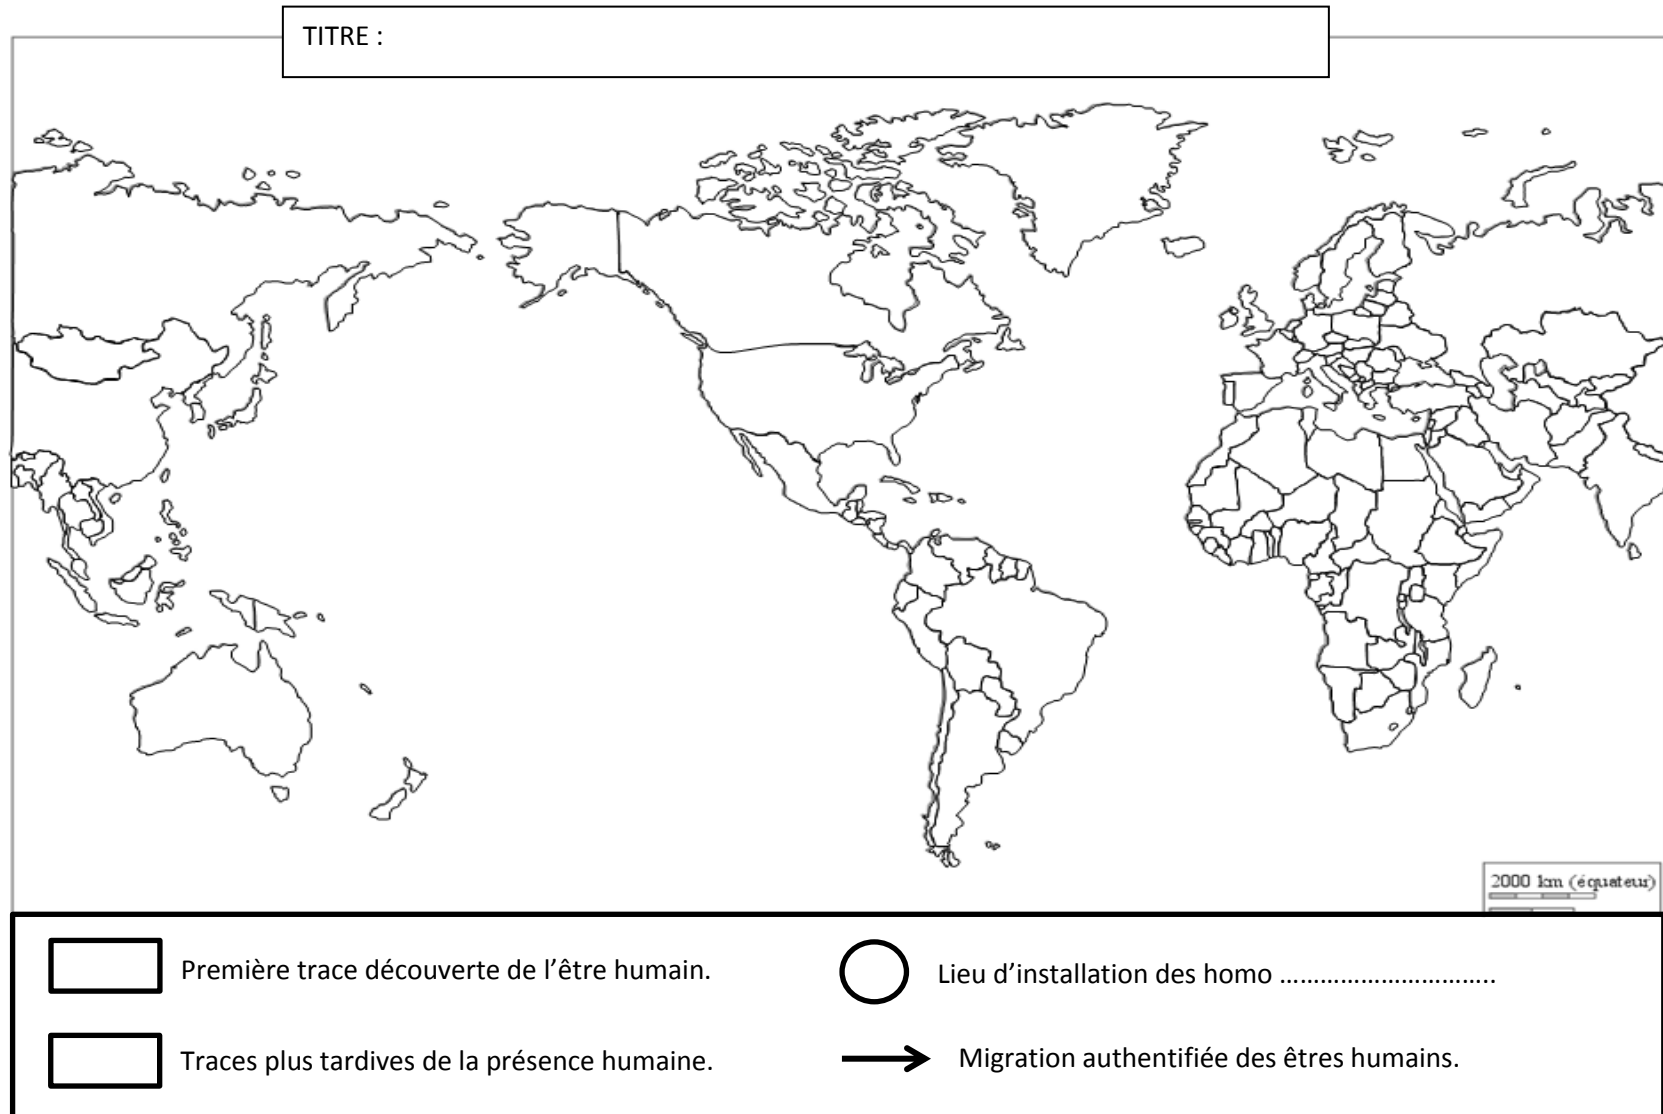 TITRE :
2000 km (équateur)
Première trace découverte de l’être humain.
Lieu d’installation des homo …………………………..
Traces plus tardives de la présence humaine.
Migration authentifiée des êtres humains.